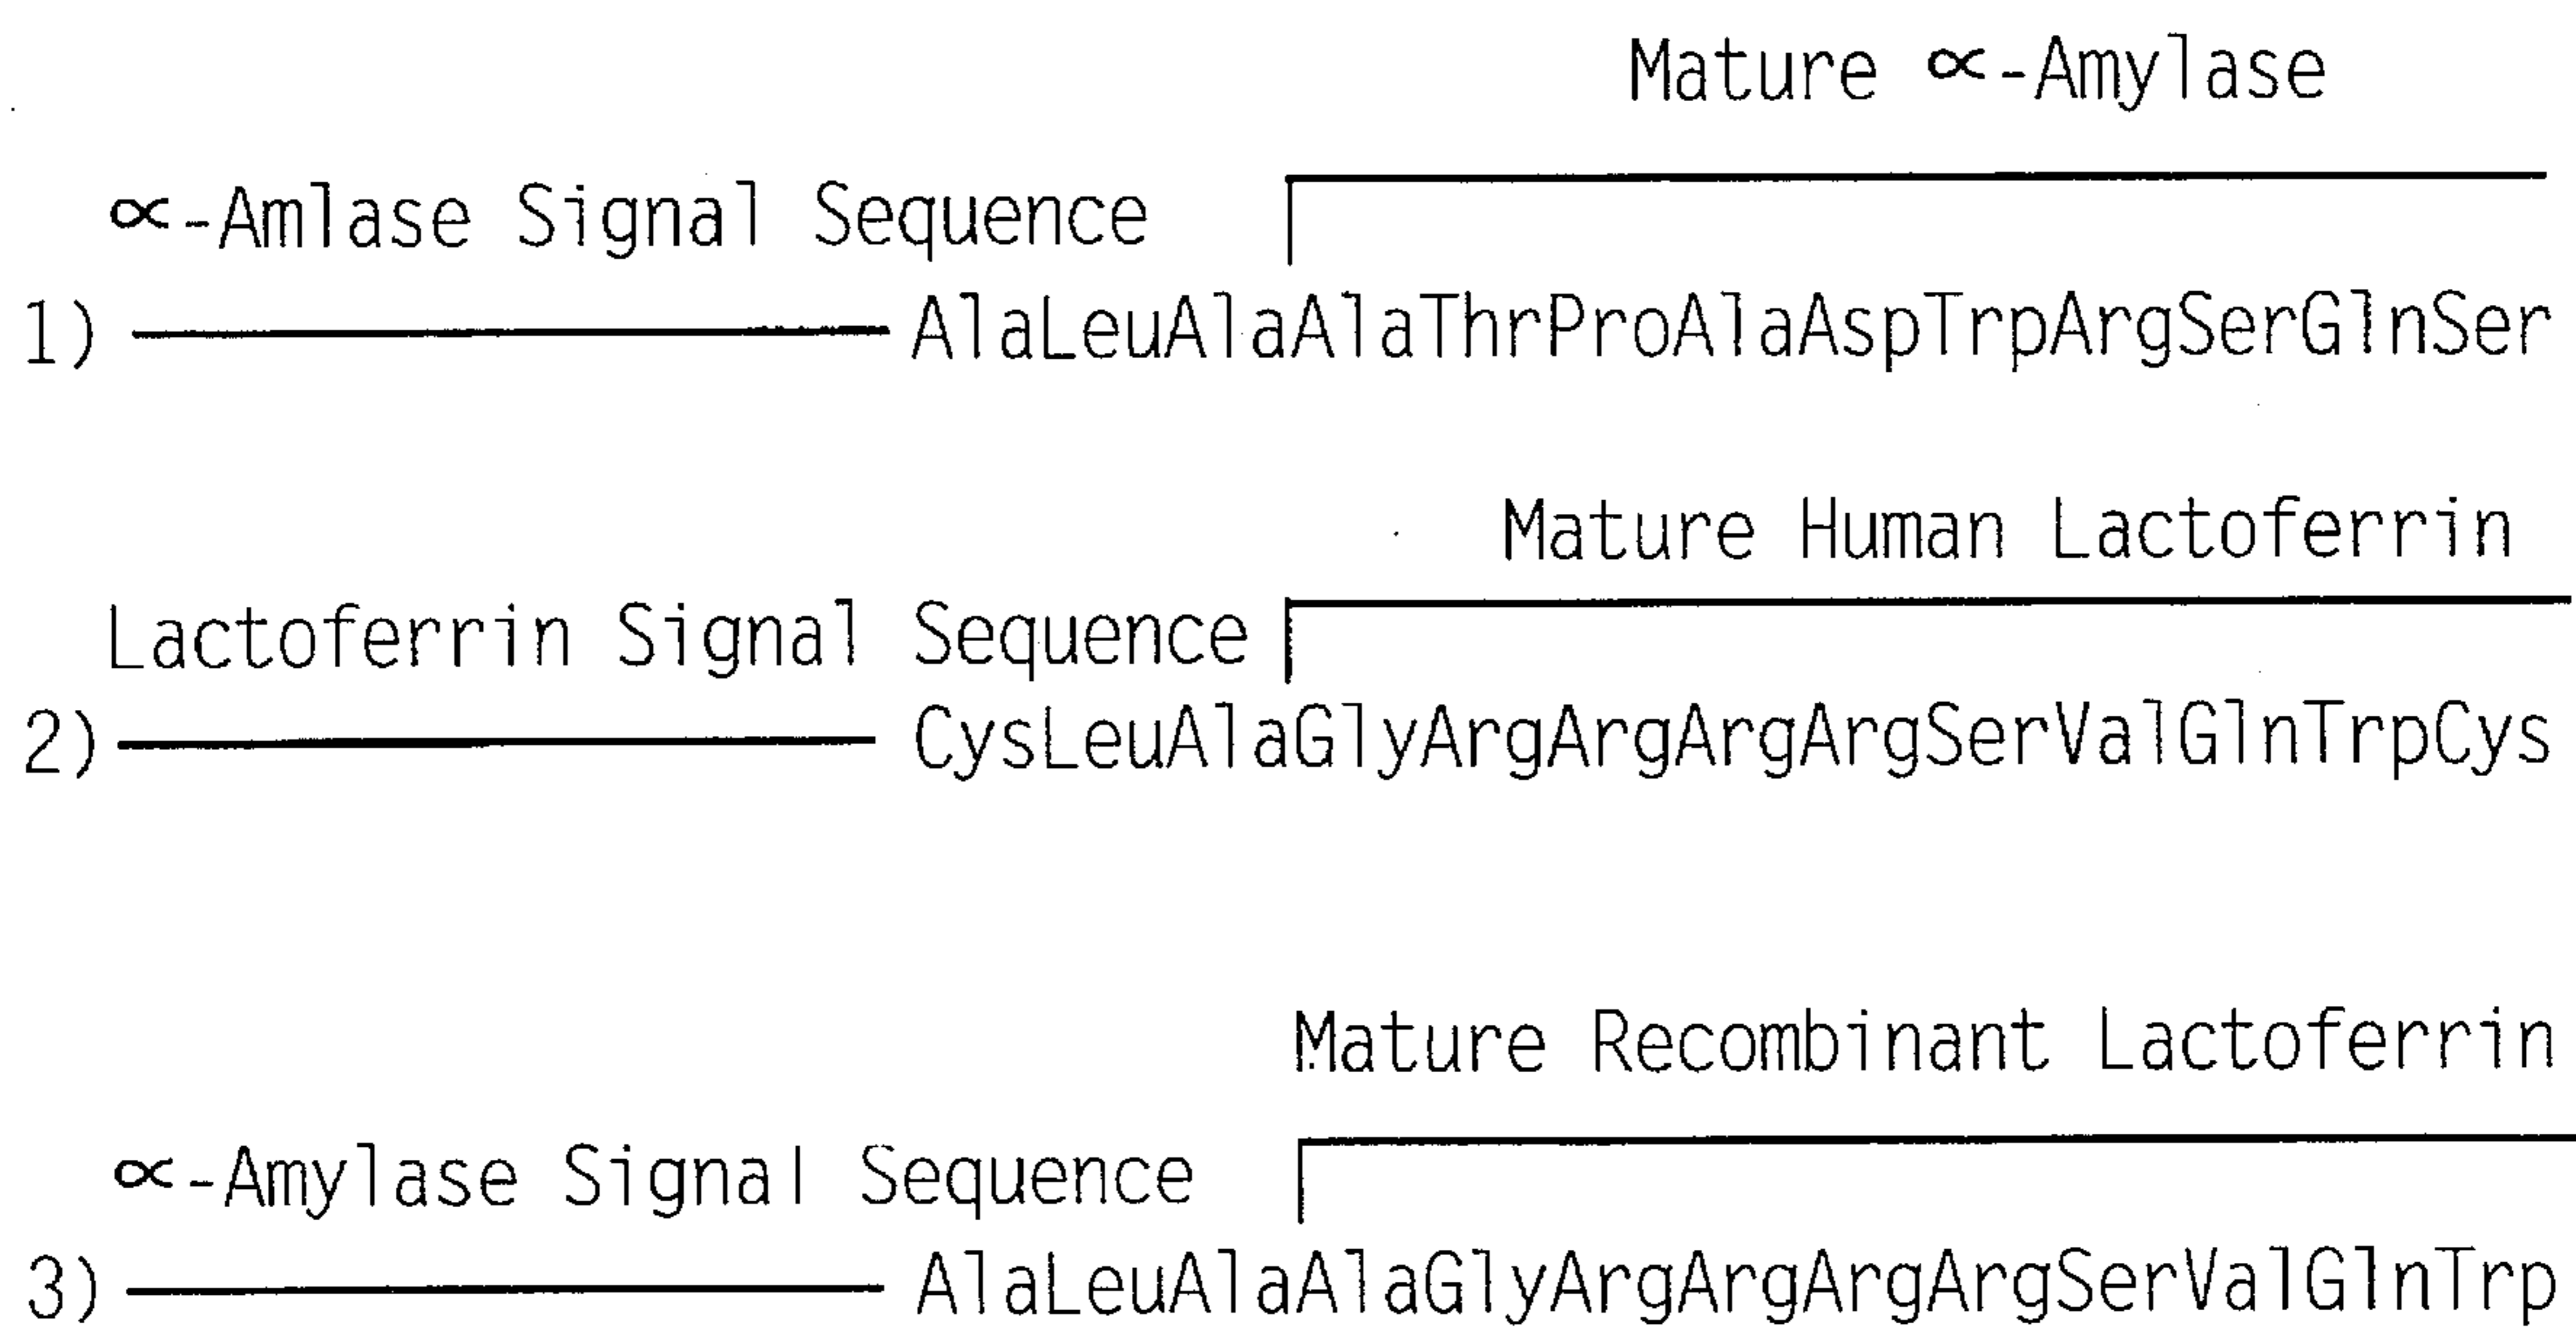 Mature ∝-Amylase
∝-Amlase Signal Sequence
1) AlaLeuAlaAlaThrProAlaAspTrpArgSerGlnSer
Mature Human Lactoferrin
Lactoferrin Signal Sequence
2) CysLeuAlaGlyArgArgArgArgSerValGlnTrpCys
Mature Recombinant Lactoferrin
∝-Amylase Signal Sequence
3) AlaLeuAlaAlaGlyArgArgArgArgSerValGlnTrp